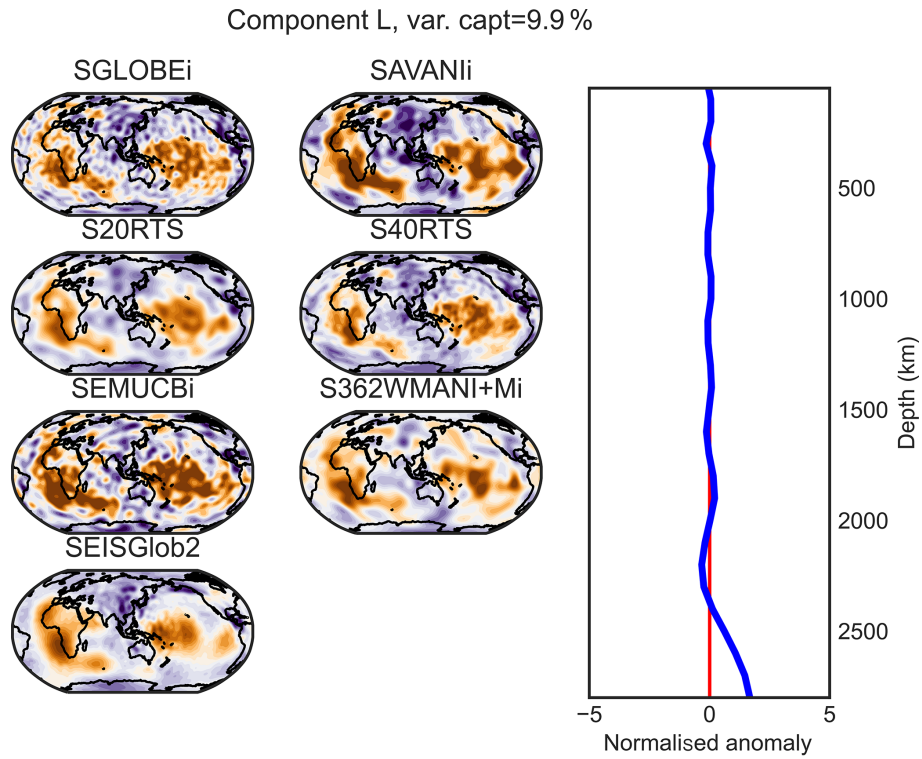 Component L, var. capt=9.9 %
SGLOBEi
SAVANIi
S20RTS
S40RTS
SEMUCBi
S362WMANI+Mi
SEISGlob2
500
1000
1500
2000
2500
Depth (km)
−5
0
5
Normalised anomaly